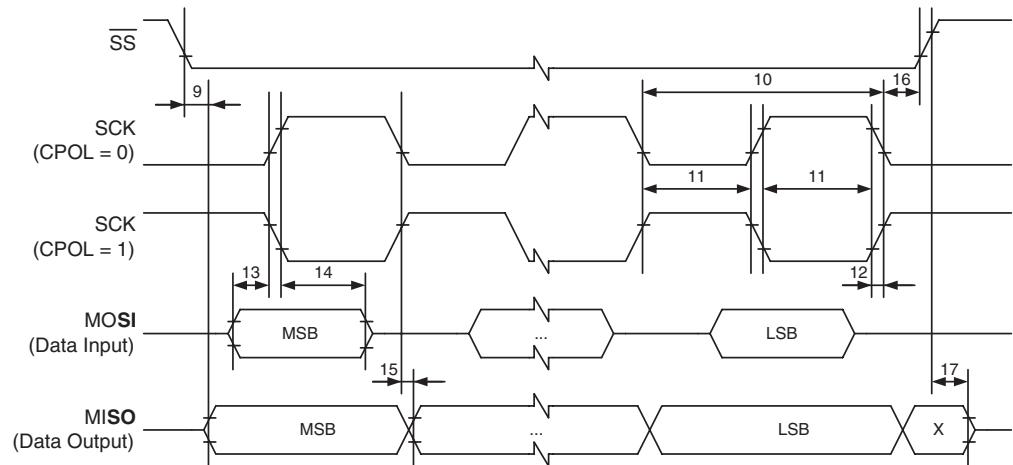 SS
9
10
16
SCK
(CPOL = 0)
11
11
SCK
(CPOL = 1)
13
14
12
MOSI
(Data Input)
MSB
...
LSB
15
17
MISO
(Data Output)
MSB
...
LSB
X